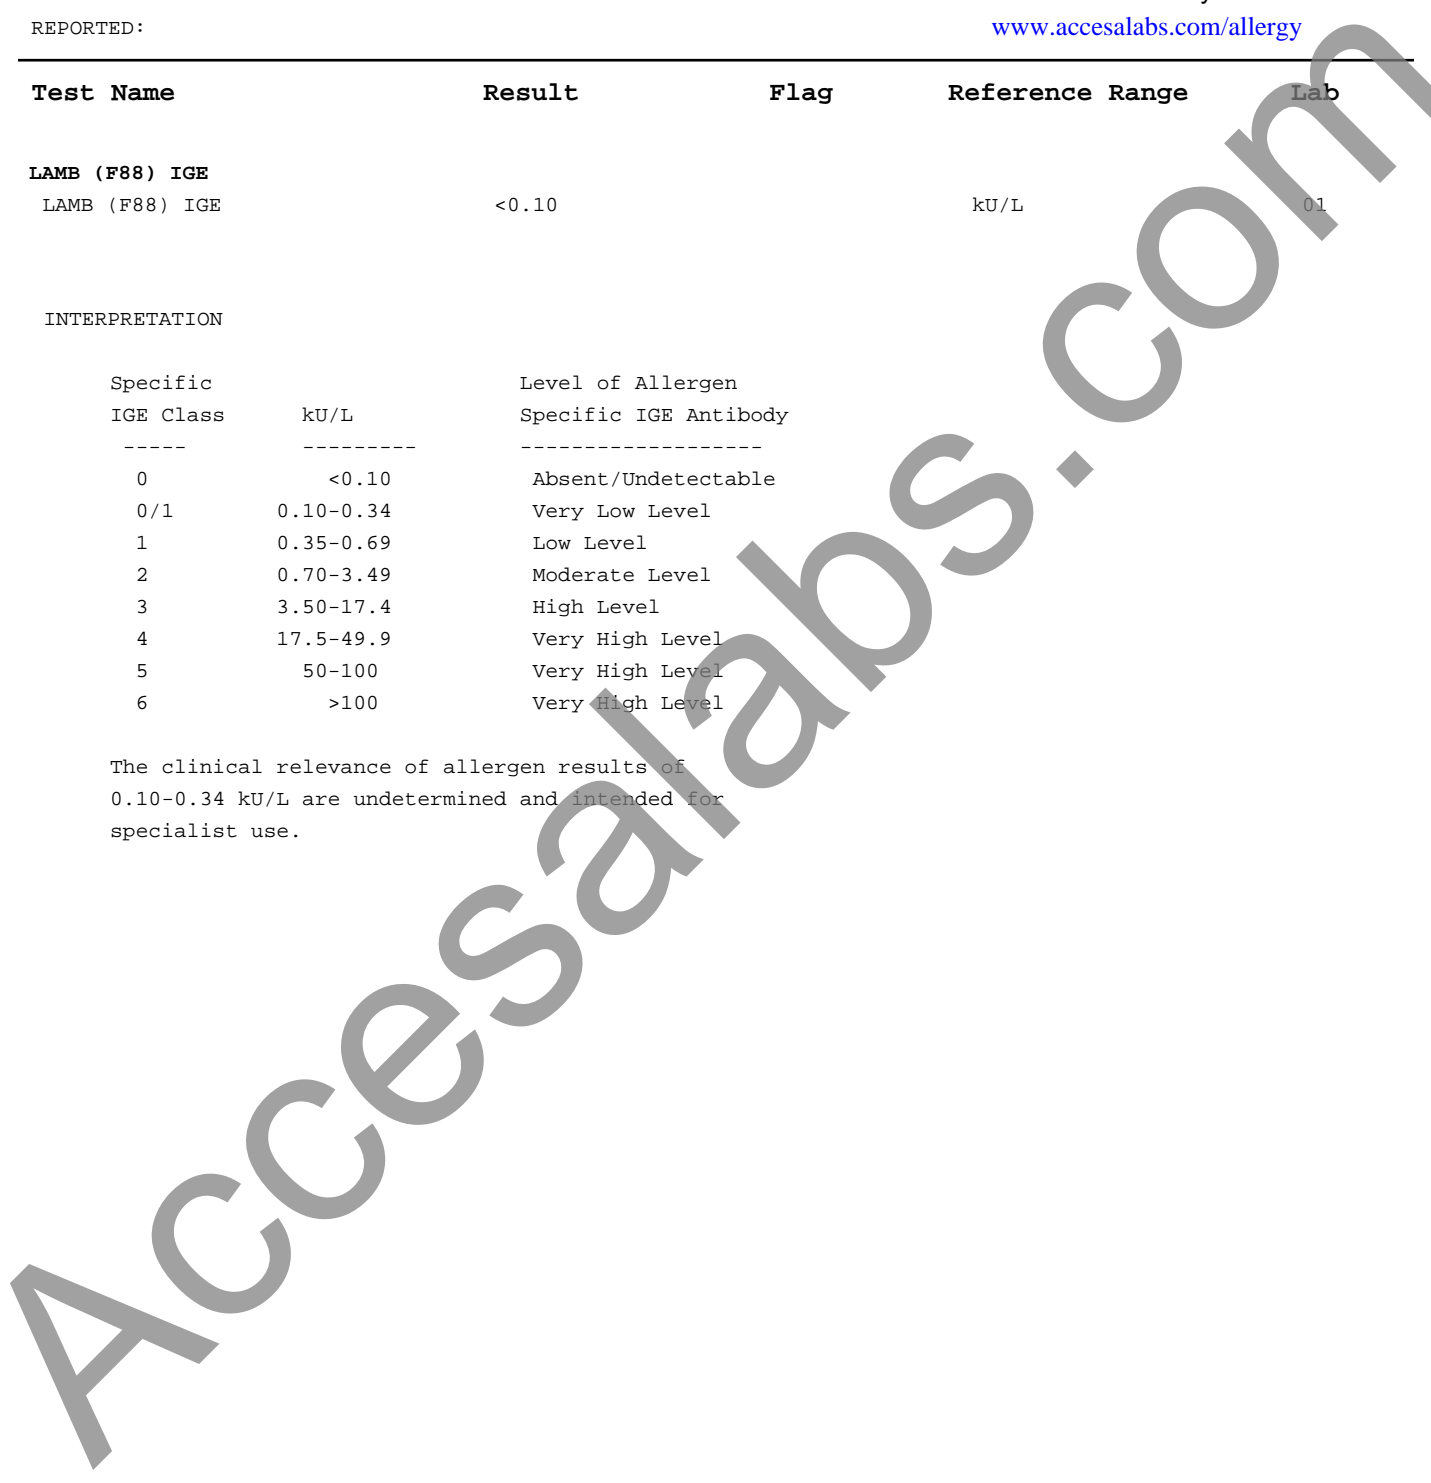 REPORTED:
www.accesalabs.com/allergy
Test Name Result Flag Reference Range Lab
LAMB (F88) IGE
LAMB (F88) IGE <0.10 kU/L 01
INTERPRETATION
Specific Level of Allergen
IGE Class kU/L Specific IGE Antibody
----- --------- -------------------
0 <0.10 Absent/Undetectable
0/1 0.10-0.34 Very Low Level
1 0.35-0.69 Low Level
2 0.70-3.49 Moderate Level
3 3.50-17.4 High Level
4 17.5-49.9 Very High Level
5 50-100 Very High Level
6 >100 Very High Level
The clinical relevance of allergen results of
0.10-0.34 kU/L are undetermined and intended for
specialist use.
Accesalabs.com